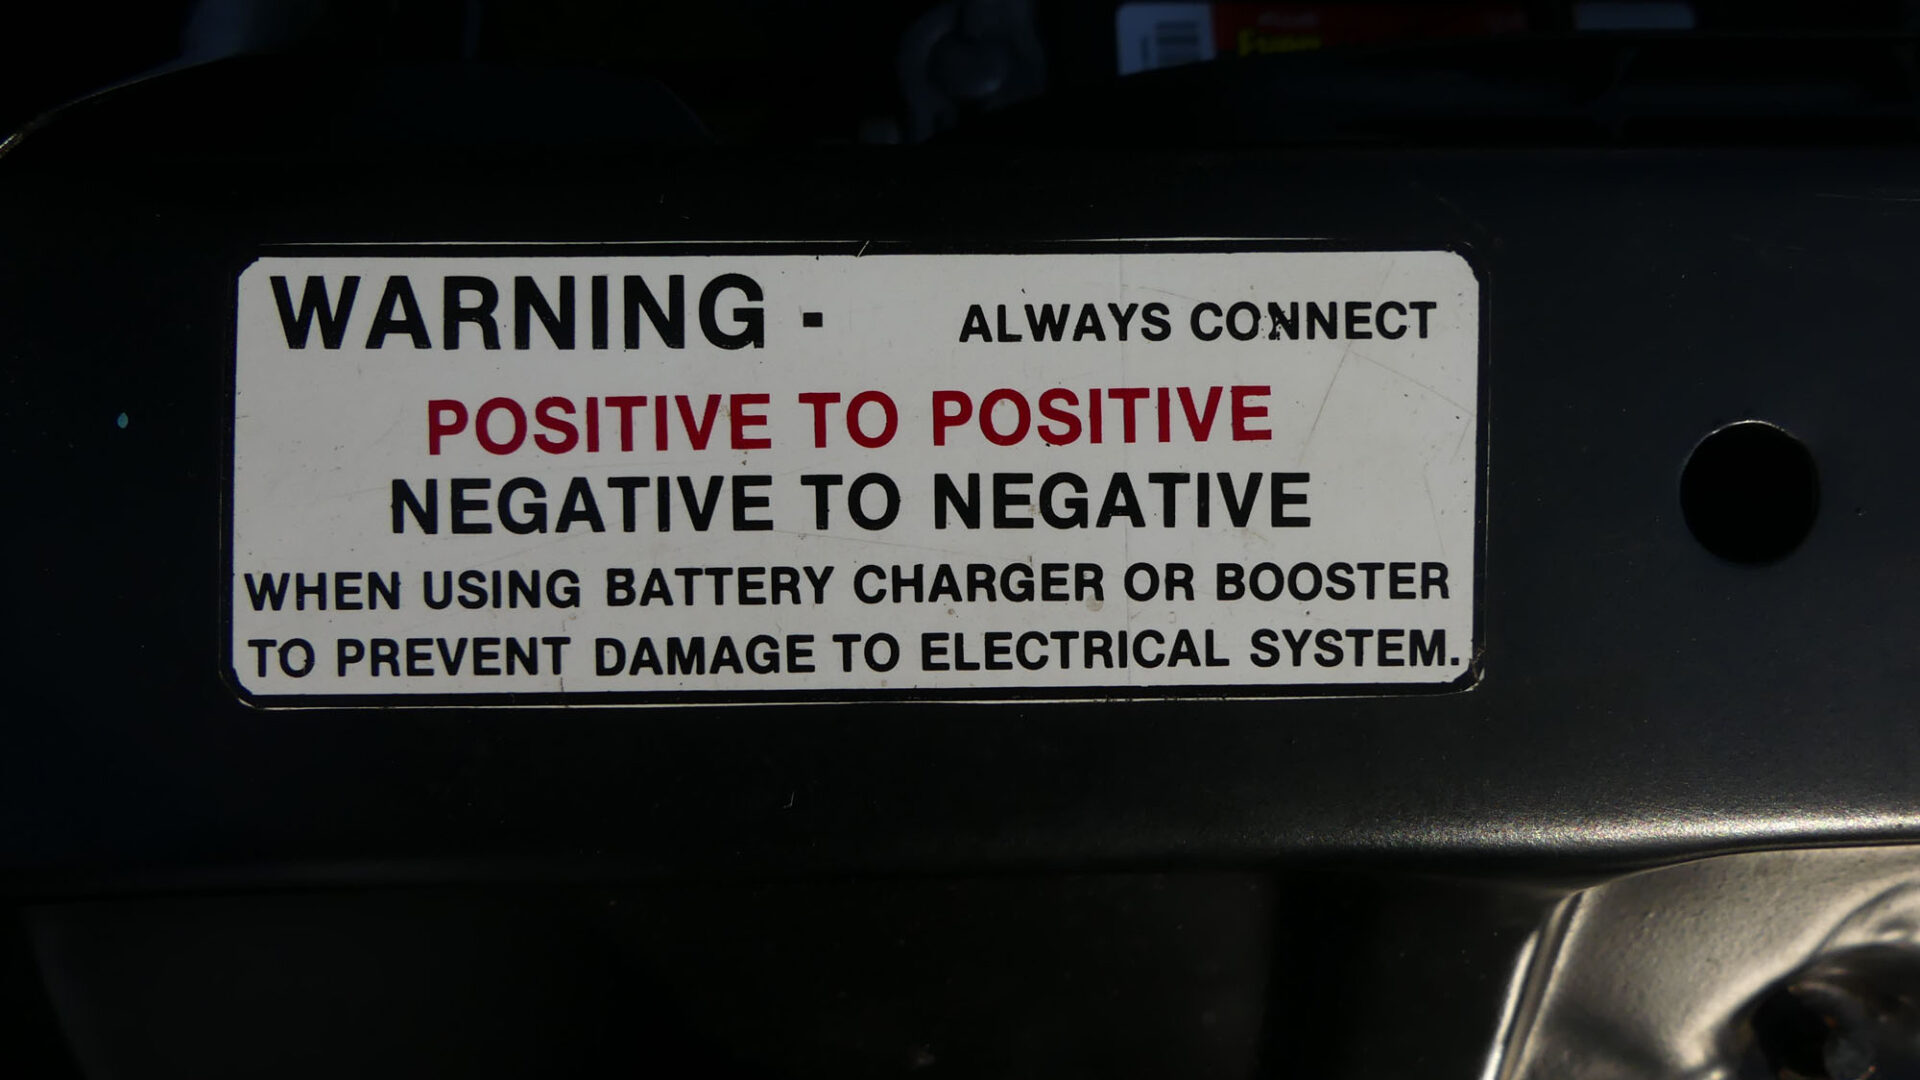 WARNING - ALWAYS CONNECT
POSITIVE TO POSITIVE
NEGATIVE TO NEGATIVE
WHEN USING BATTERY CHARGER OR BOOSTER
TO PREVENT DAMAGE TO ELECTRICAL SYSTEM.